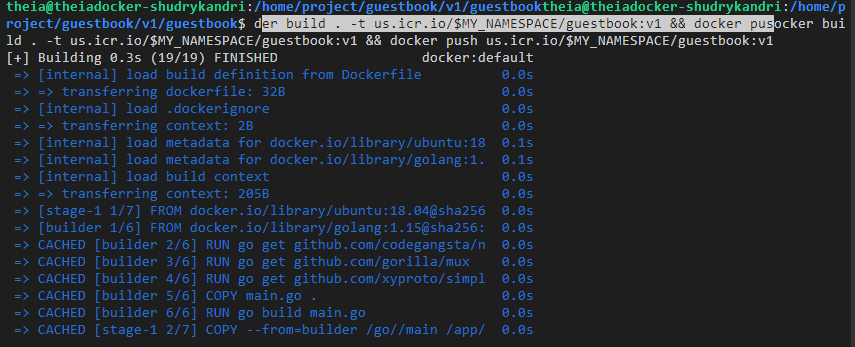 theia@theiadocker-shudrykandri:/home/project/guestbook/v1/guestbooktheia@theiadocker-shudrykandri:/home/p
roject/guestbook/v1/guestbook$ der build . -t us.icr.io/$MY_NAMESPACE/guestbook:v1 && docker pusocker bui
ld . -t us.icr.io/$MY_NAMESPACE/guestbook:v1 && docker push us.icr.io/$MY_NAMESPACE/guestbook:v1
[+] Building 0.3s (19/19) FINISHED docker:default
=> [internal] load build definition from Dockerfile 0.0s
=> => transferring dockerfile: 32B 0.0s
=> [internal] load .dockerignore 0.0s
=> => transferring context: 2B 0.0s
=> [internal] load metadata for docker.io/library/ubuntu:18 0.1s
=> [internal] load metadata for docker.io/library/golang:1. 0.1s
=> [internal] load build context 0.0s
=> => transferring context: 205B 0.0s
=> [stage-1 1/7] FROM docker.io/library/ubuntu:18.04@sha256 0.0s
=> [builder 1/6] FROM docker.io/library/golang:1.15@sha256: 0.0s
=> CACHED [builder 2/6] RUN go get github.com/codegangsta/n 0.0s
=> CACHED [builder 3/6] RUN go get github.com/gorilla/mux 0.0s
=> CACHED [builder 4/6] RUN go get github.com/xyproto/simpl 0.0s
=> CACHED [builder 5/6] COPY main.go . 0.0s
=> CACHED [builder 6/6] RUN go build main.go 0.0s
=> CACHED [stage-1 2/7] COPY --from=builder /go//main /app/ 0.0s